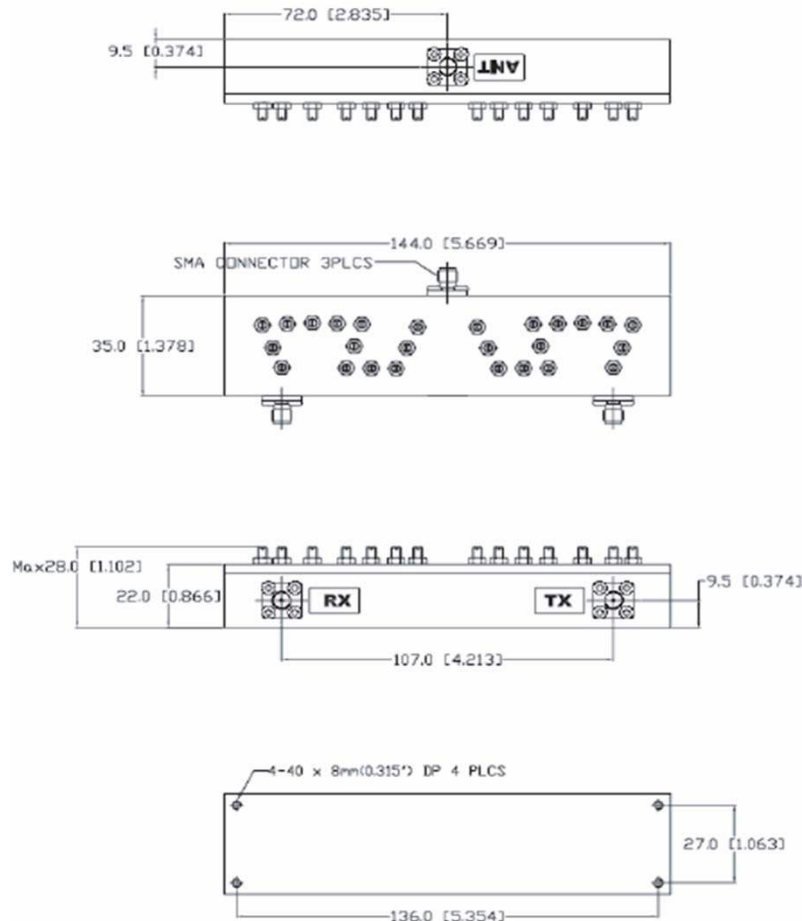 72.0 [2.835]
9.5 [0.374]
ANT
144.0 [5.669]
SMA CONNECTOR 3PLCS
35.0 [1.378]
Max28.0 [1.102]
22.0 [0.866]
RX
TX
9.5 [0.374]
107.0 [4.213]
4-40 x 8mm(0.315") DP 4 PLCS
27.0 [1.063]
136.0 [5.354]